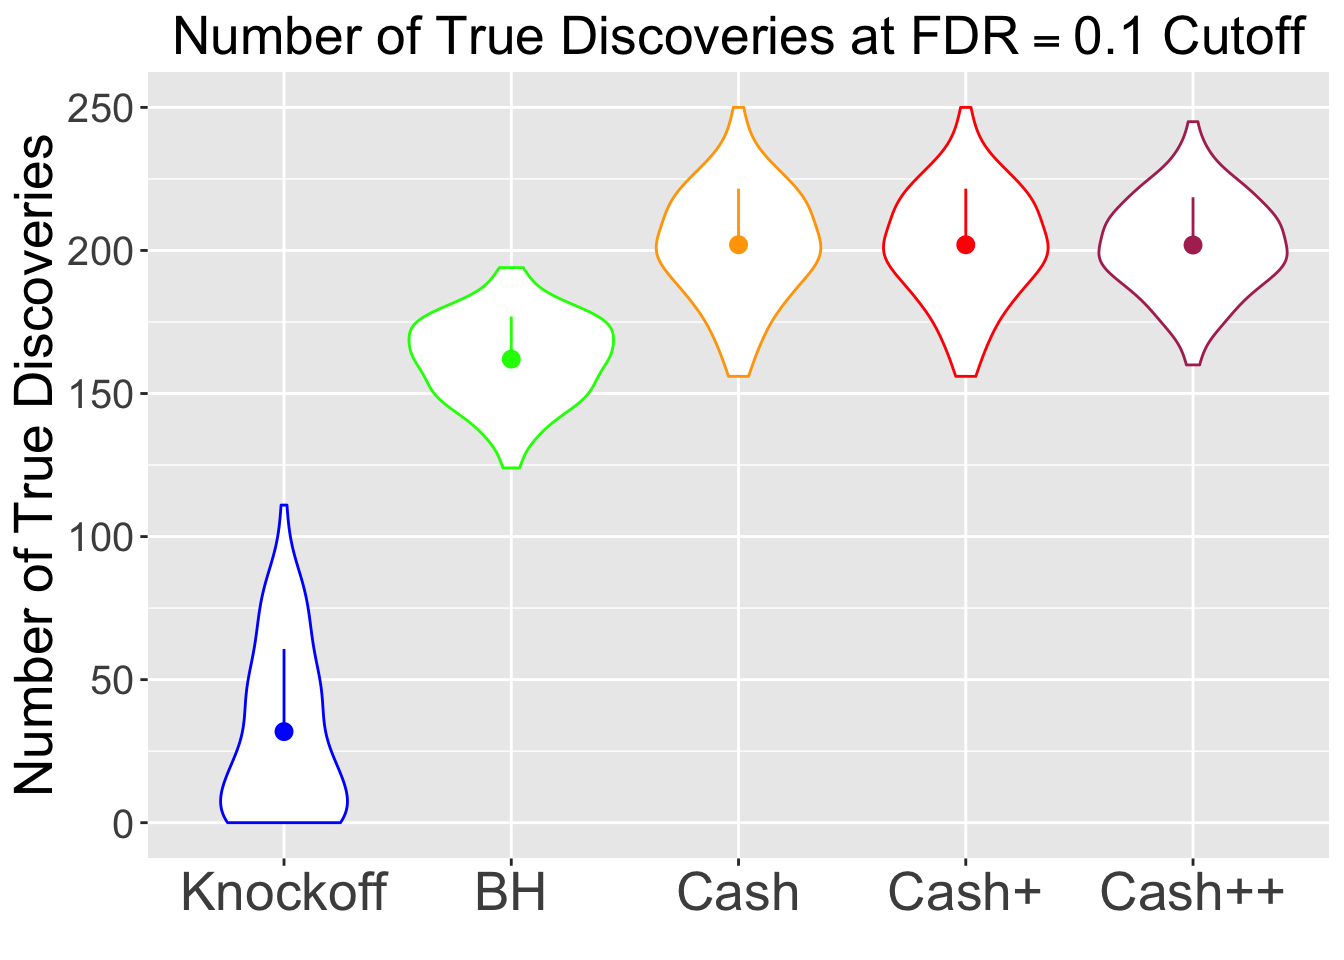 Number of True Discoveries at FDR = 0.1 Cutoff
Number of True Discoveries
250
200
150
100
50
0
Knockoff BH Cash Cash+ Cash++